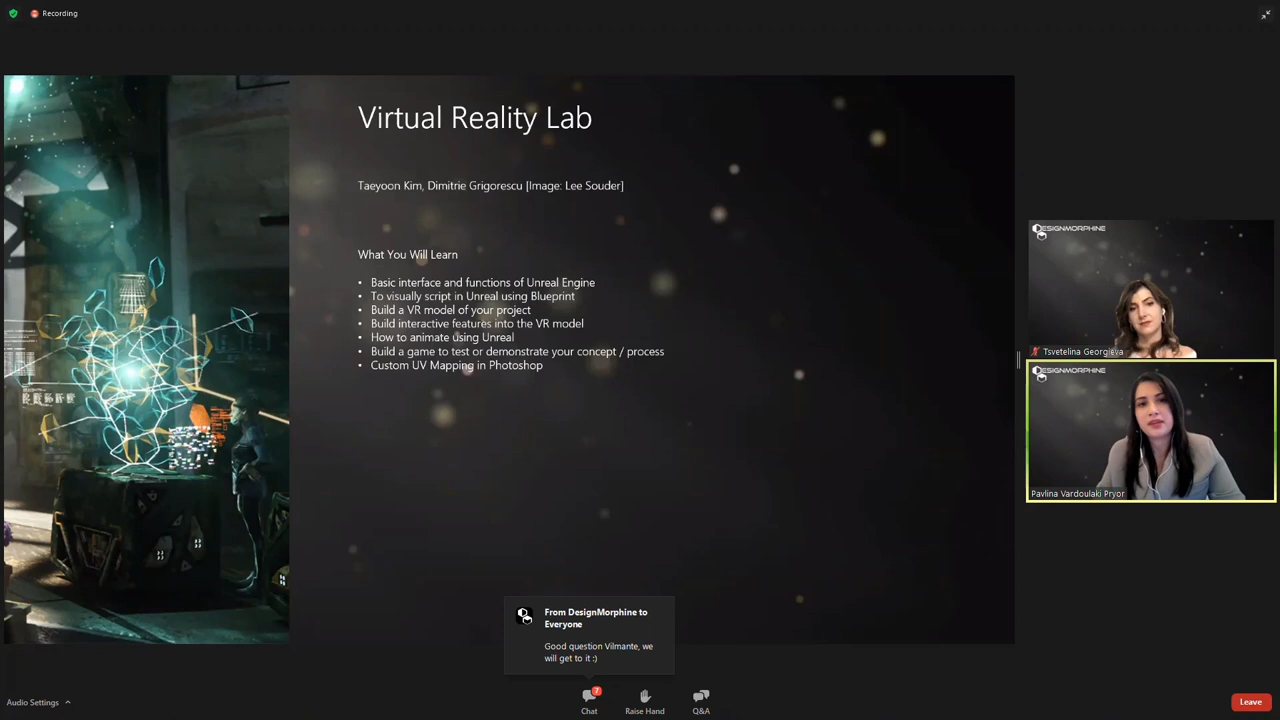 Recording
Virtual Reality Lab
Taeyoon Kim, Dimitrie Grigorescu [Image: Lee Souder]
What You Will Learn
• Basic interface and functions of Unreal Engine
• To visually script in Unreal using Blueprint
• Build a VR model of your project
• Build interactive features into the VR model
• How to animate using Unreal
• Build a game to test or demonstrate your concept / process
• Custom UV Mapping in Photoshop
DESIGNMORPHINE
Tsvetelina Georgieva
DESIGNMORPHINE
Pavlina Vardoulaki Pryor
From DesignMorphine to
Everyone
Good question Vilmante, we
will get to it :)
Audio Settings
7
Chat
Raise Hand
Q&A
Leave